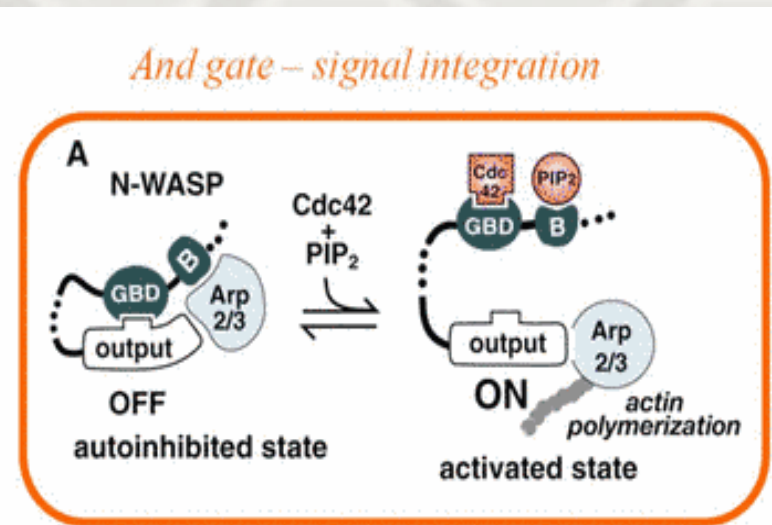 And gate – signal integration
A
N-WASP
B
GBD
Arp
2/3
output
OFF
autoinhibited state
Cdc42
+
PIP₂
Cdc
42
PIP₂
GBD
B
output
Arp
2/3
ON
actin
polymerization
activated state